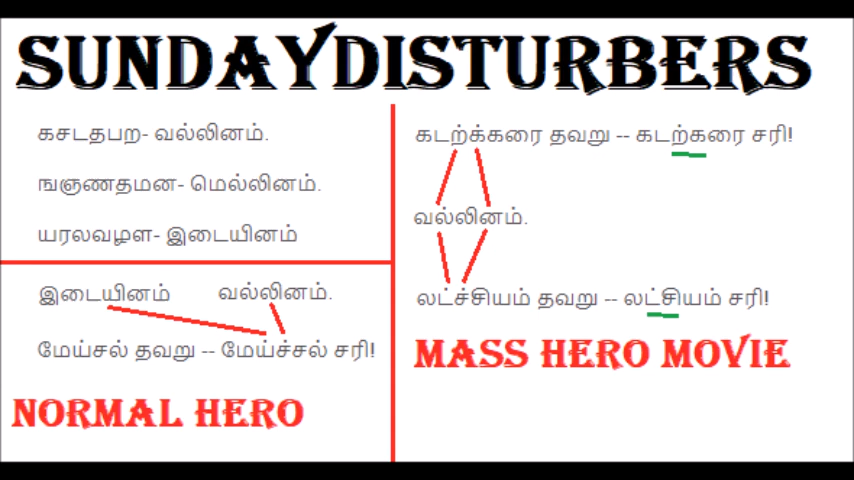 SUNDAYDISTURBERS
கசடதபற- வல்லினம்.
ஙஞணதமன- மெல்லினம்.
யரலவழள- இடையினம்
இடையினம் வல்லினம்.
மேய்சல் தவறு -- மேய்ச்சல் சரி!
NORMAL HERO
கடற்க்கரை தவறு -- கடற்கரை சரி!
வல்லினம்.
லட்ச்சியம் தவறு -- லட்சியம் சரி!
MASS HERO MOVIE